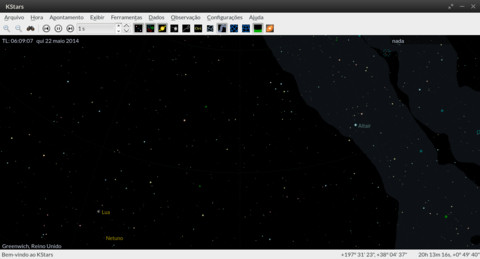 KStars
Arquivo Hora Apontamento Exibir Ferramentas Dados Observação Configurações Ajuda
1 s
TL: 06:09:07 qui 22 maio 2014
nada
Altair
Lua
Netuno
Greenwich, Reino Unido
Bem-vindo ao KStars +197° 31' 23", +38° 04' 37" 20h 13m 16s, +0° 49' 40"